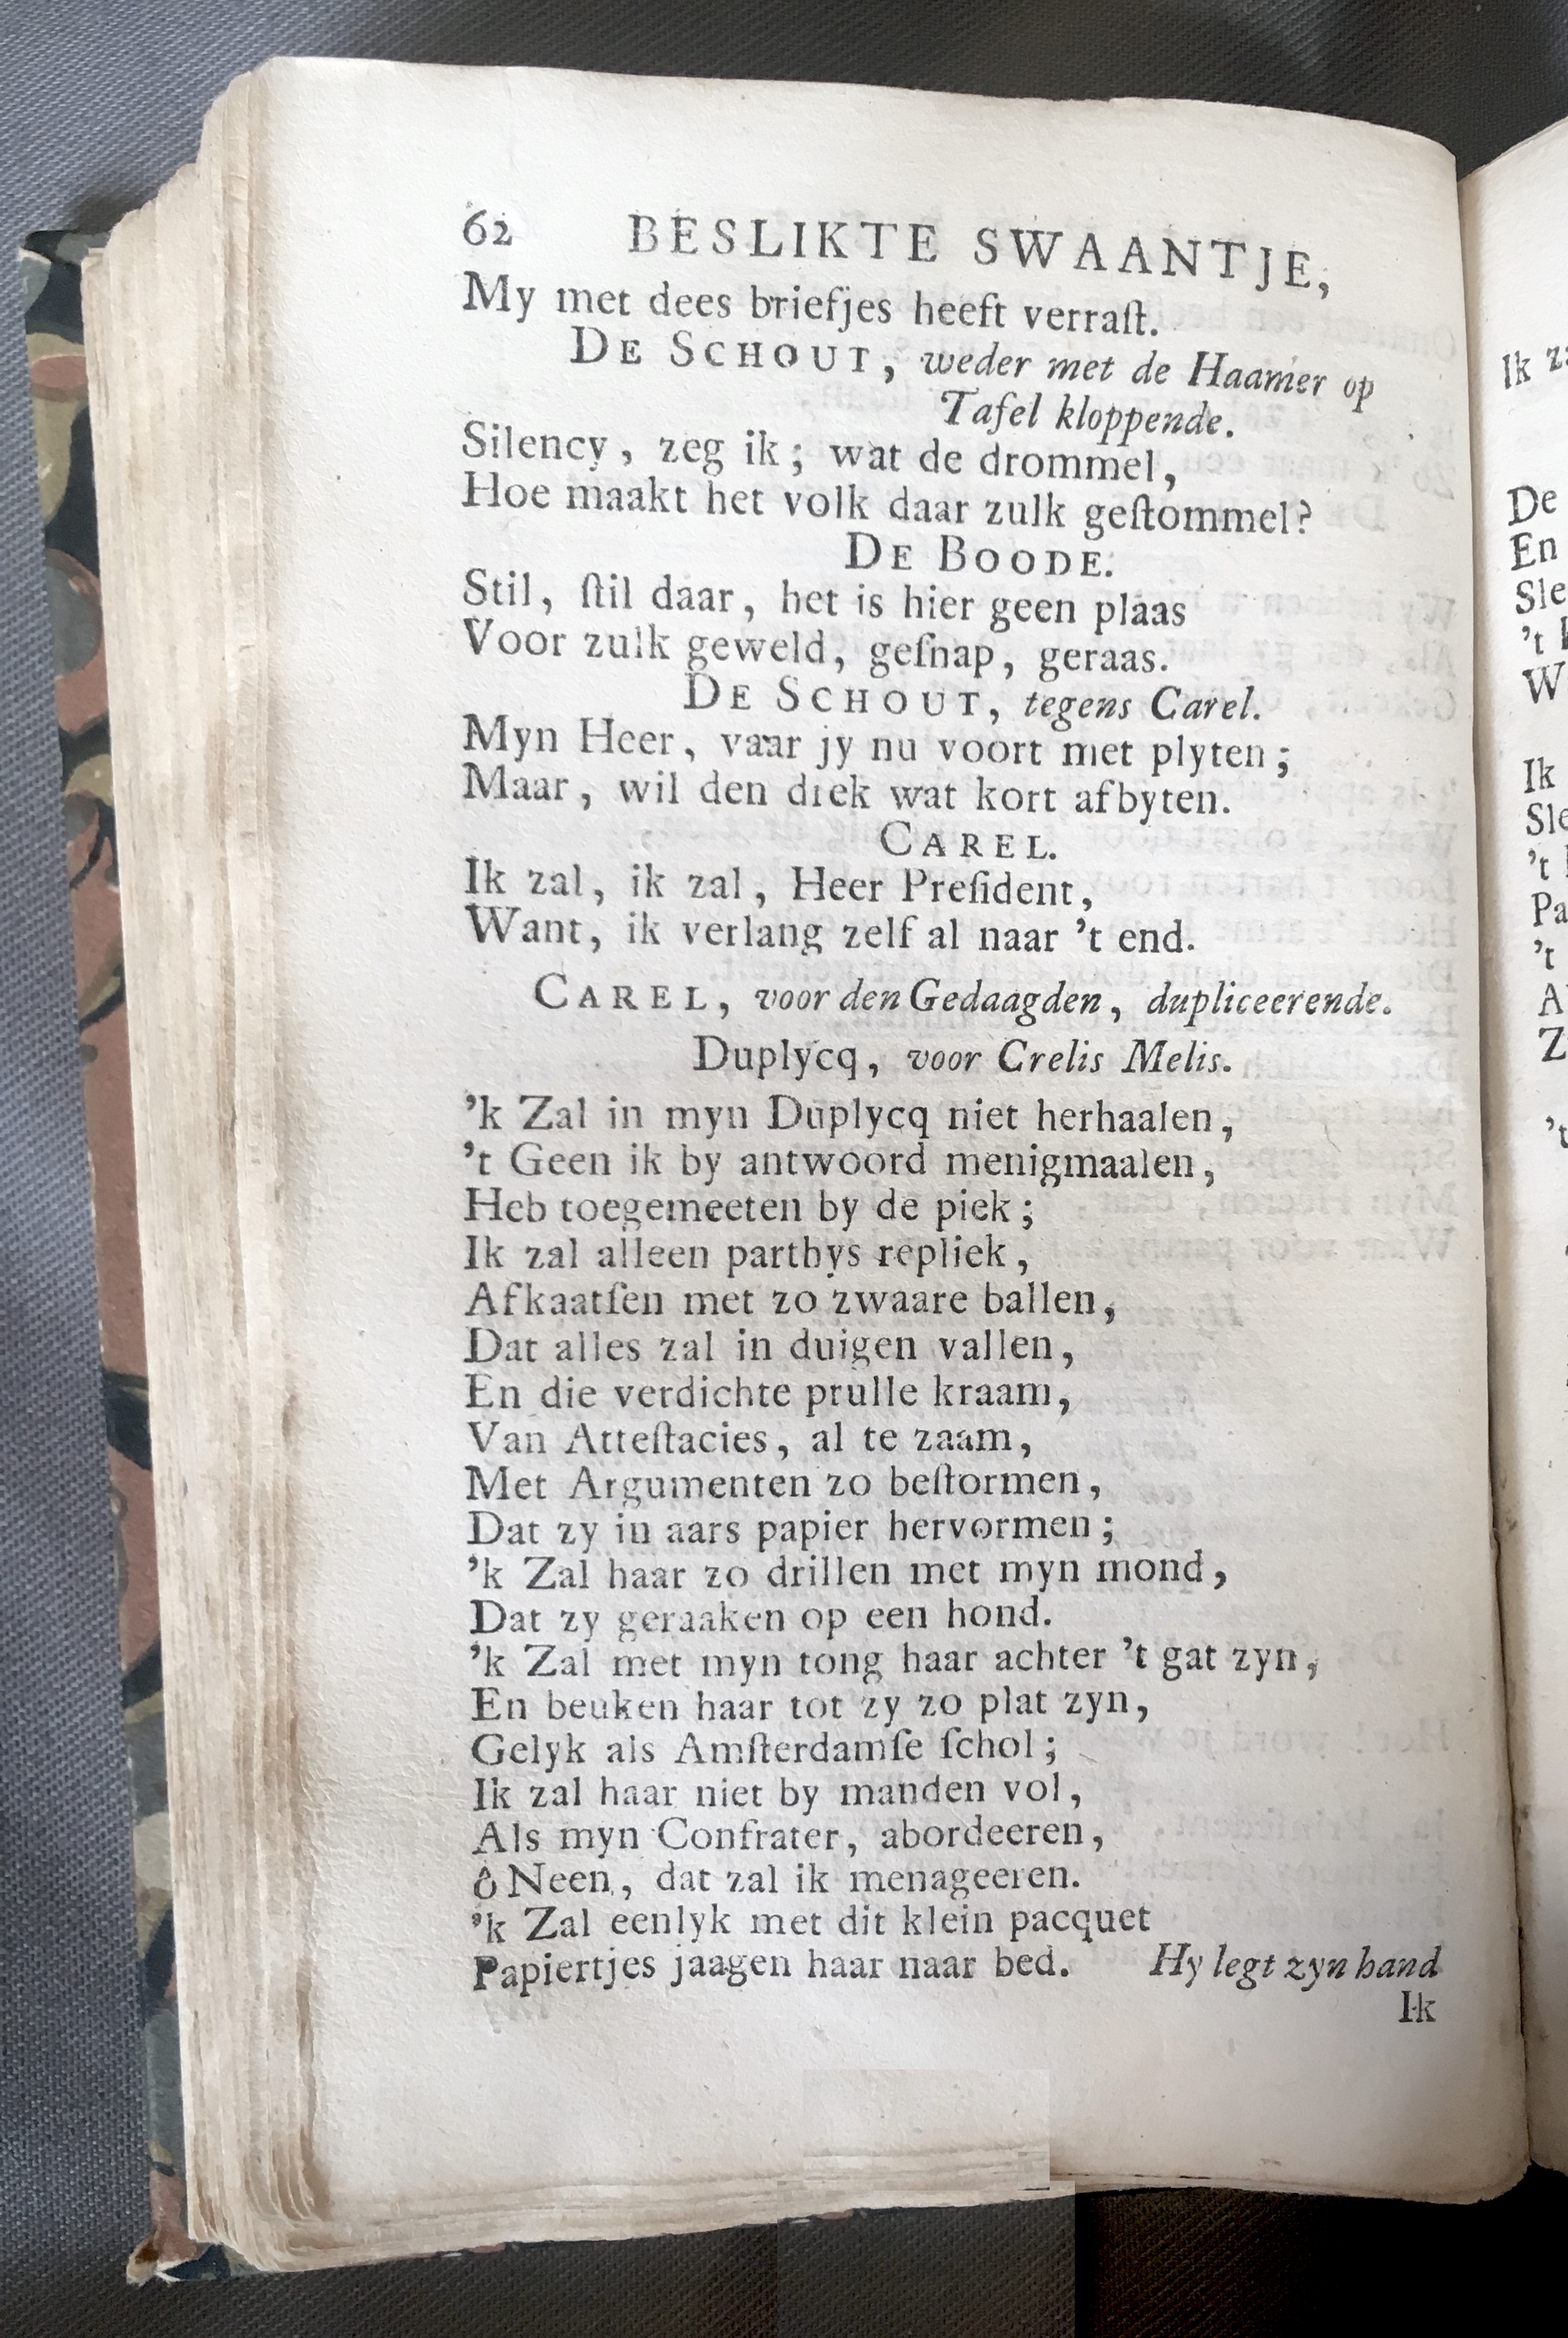 62 BESLIKTE SWAANTJE,
My met dees briefjes heeft verraſt.
DE SCHOUT, weder met de Haamer op
Tafel kloppende.
Silency, zeg ik; wat de drommel,
Hoe maakt het volk daar zulk geſtommel?
DE BOODE.
Stil, ſtil daar, het is hier geen plaas
Voor zulk geweld, geſnap, geraas.
DE SCHOUT, tegens Carel.
Myn Heer, vaar jy nu voort met plyten;
Maar, wil den diek wat kort afbyten.
CAREL.
Ik zal, ik zal, Heer Preſident,
Want, ik verlang zelf al naar 't end.
CAREL, voor den Gedaagden, dupliceerende.
Duplycq, voor Crelis Melis.
'k Zal in myn Duplycq niet herhaalen,
't Geen ik by antwoord menigmaalen,
Heb toegemeeten by de piek;
Ik zal alleen parthys repliek,
Afkaatſen met zo zwaare ballen,
Dat alles zal in duigen vallen,
En die verdichte prulle kraam,
Van Atteſtacies, al te zaam,
Met Argumenten zo beſtormen,
Dat zy in aars papier hervormen;
'k Zal haar zo drillen met myn mond,
Dat zy geraaken op een hond.
'k Zal met myn tong haar achter 't gat zyn,
En beuken haar tot zy zo plat zyn,
Gelyk als Amſterdamſe ſchol;
Ik zal haar niet by manden vol,
Als myn Confrater, abordeeren,
ô Neen, dat zal ik menageeren.
'k Zal eenlyk met dit klein pacquet
Papiertjes jaagen haar naar bed. Hy legt zyn hand
Ik
Ik
De
En
't
W
Ik
't
Pa
't
A
Z